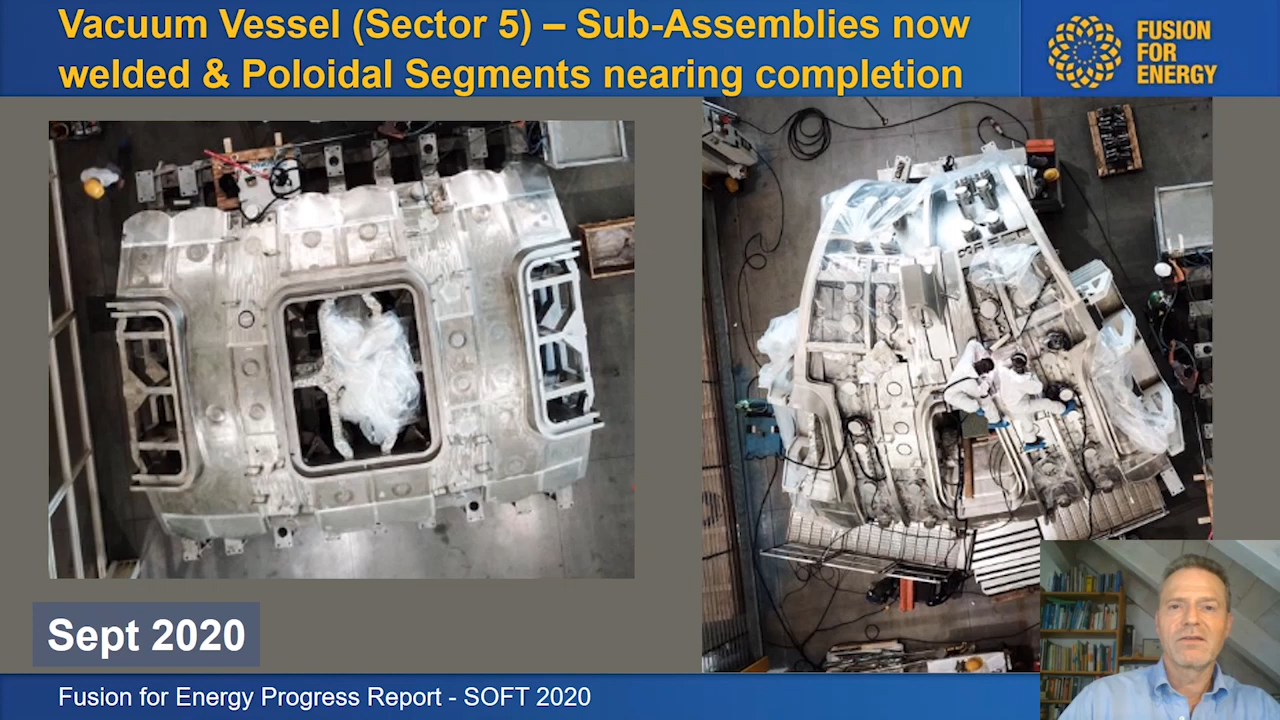 Vacuum Vessel (Sector 5) – Sub-Assemblies now
welded & Poloidal Segments nearing completion
FUSION
FOR
ENERGY
Sept 2020
Fusion for Energy Progress Report - SOFT 2020